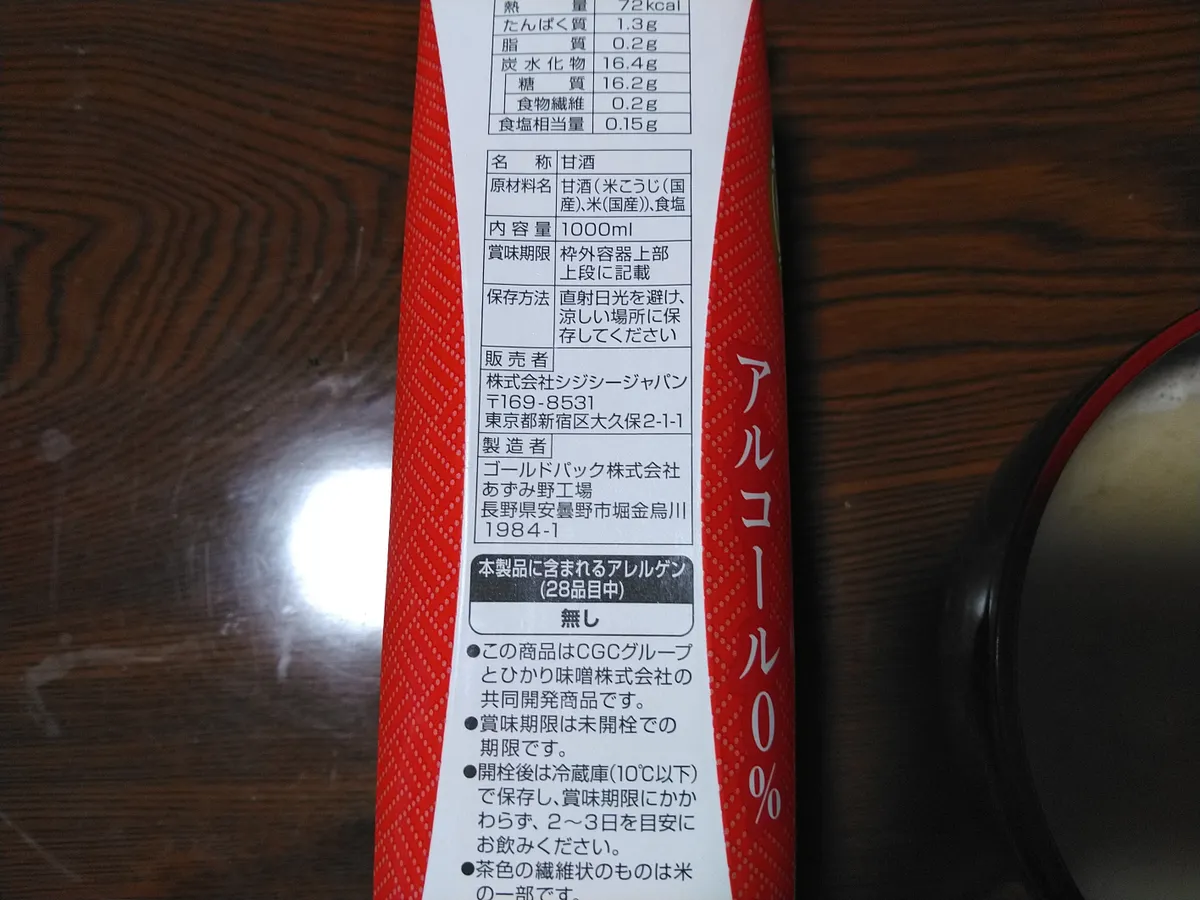 熱量 72kcal
たんぱく質 1.3g
脂質 0.2g
炭水化物 16.4g
糖質 16.2g
食物繊維 0.2g
食塩相当量 0.15g
名称 甘酒
原材料名 甘酒(米こうじ(国
産)、米(国産))、食塩
内容量 1000ml
賞味期限 枠外容器上部
上段に記載
保存方法 直射日光を避け、
涼しい場所に保
存してください
販売者
株式会社シジシージャパン
〒169-8531
東京都新宿区大久保2-1-1
製造者
ゴールドパック株式会社
あずみ野工場
長野県安曇野市堀金烏川
1984-1
本製品に含まれるアレルゲン
(28品目中)
無し
●この商品はCGCグループ
とひかり味噌株式会社の
共同開発商品です。
●賞味期限は未開栓での
期限です。
●開栓後は冷蔵庫(10℃以下)
で保存し、賞味期限にかか
わらず、2〜3日を目安に
お飲みください。
●茶色の繊維状のものは米
の一部です。
アルコール0%